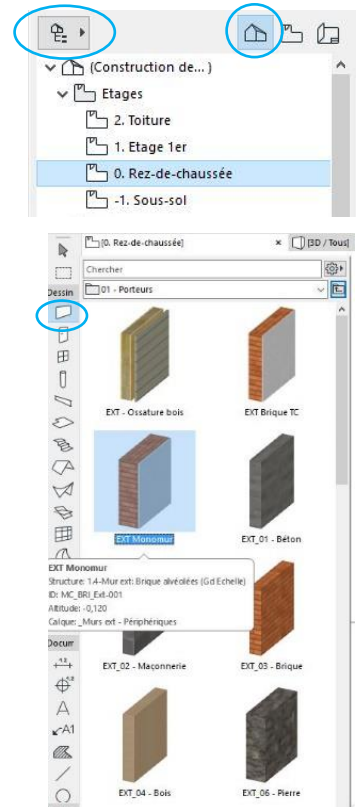 (Construction de... )
Etages
2. Toiture
1. Etage 1er
0. Rez-de-chaussée
-1. Sous-sol
[0. Rez-de-chaussée]
[3D / Tous]
Chercher
Dessin
01 - Porteurs
EXT - Ossature bois
EXT Brique TC
EXT Monomur
EXT_01 - Béton
EXT Monomur
Structure: 1.4-Mur ext: Brique alvéolées (Gd Echelle)
ID: MC_BRI_Ext-001
Altitude: -0,120
Calque: _Murs ext - Périphériques
Docur
EXT_02 - Maçonnerie
EXT_03 - Brique
A
A1
EXT_04 - Bois
EXT_06 - Pierre